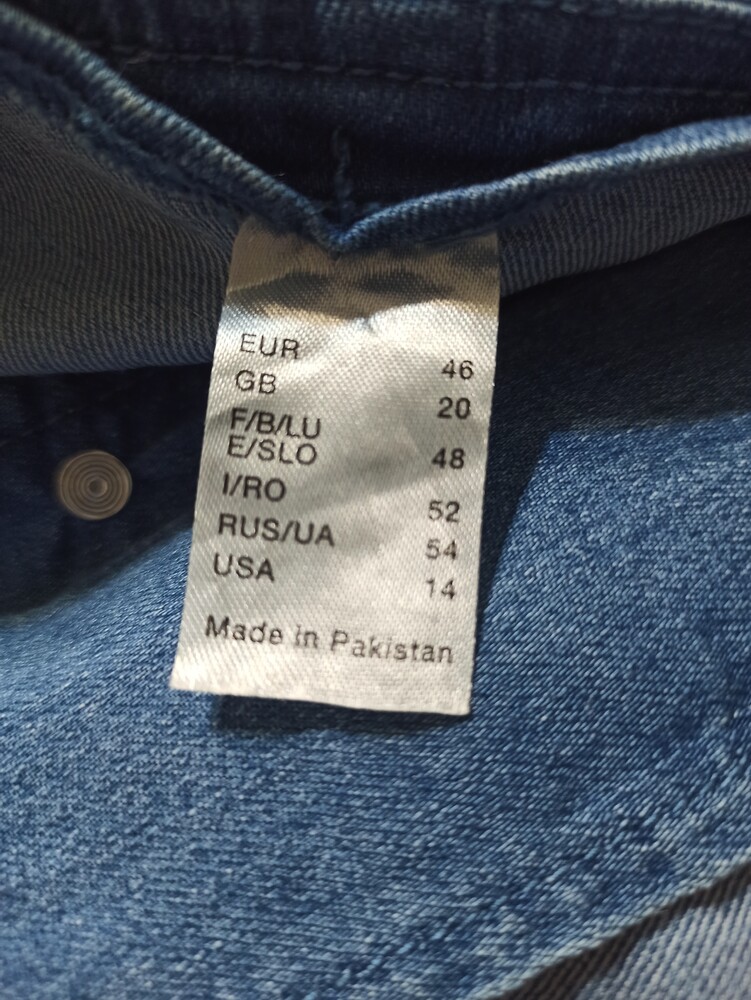 EUR 46
GB 20
F/B/LU
E/SLO 48
I/RO 52
RUS/UA 54
USA 14
Made in Pakistan